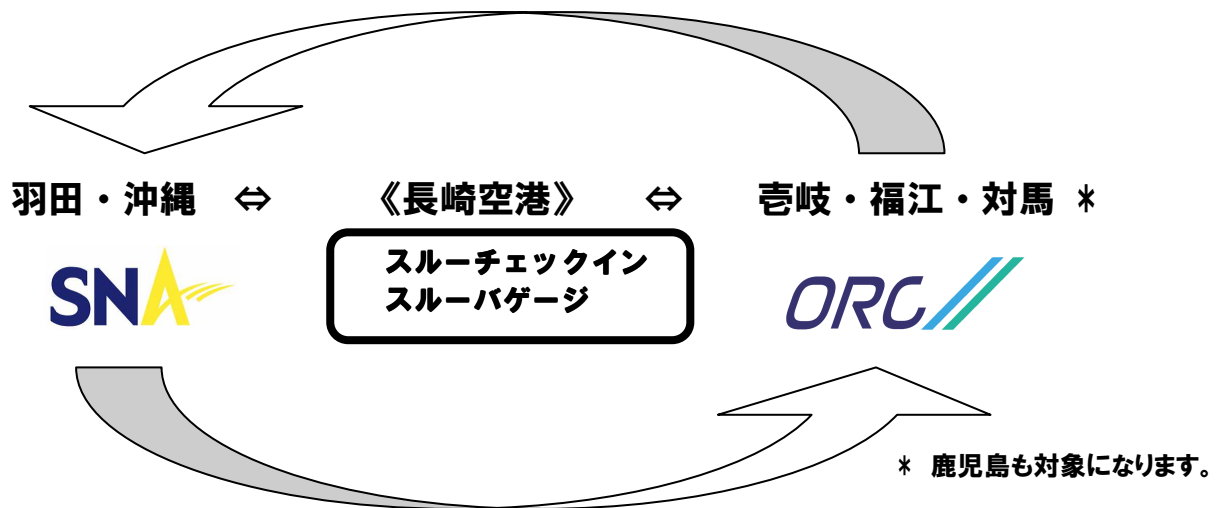 羽田・沖縄 ⇔ 《長崎空港》 ⇔ 壱岐・福江・対馬 *
スルーチェックイン
スルーバゲージ
SNA
ORC
* 鹿児島も対象になります。